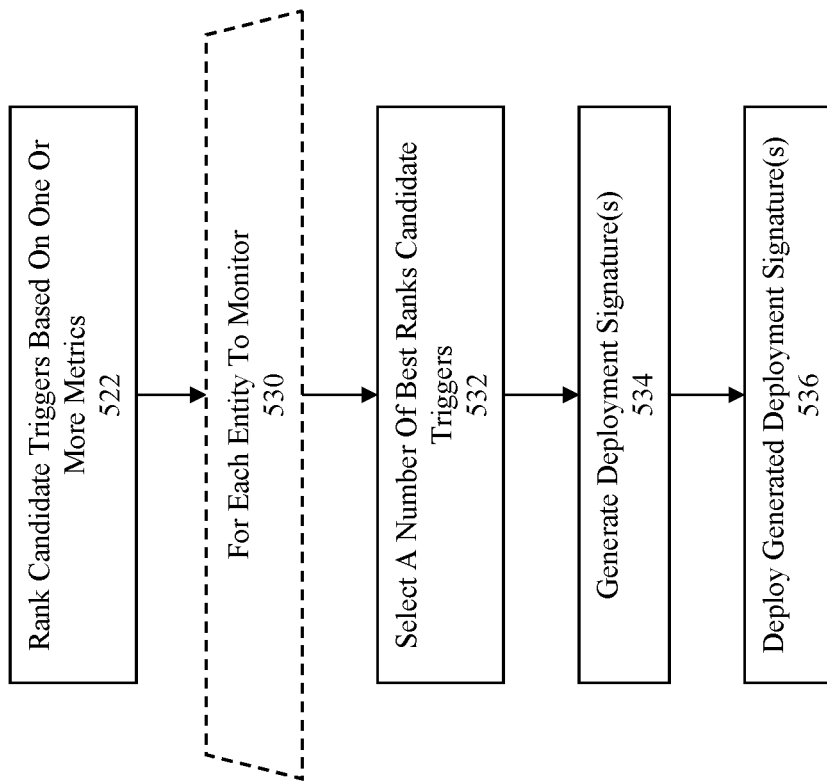 Rank Candidate Triggers Based On One Or
More Metrics
522
For Each Entity To Monitor
530
Select A Number Of Best Ranks Candidate
Triggers
532
Generate Deployment Signature(s)
534
Deploy Generated Deployment Signature(s)
536